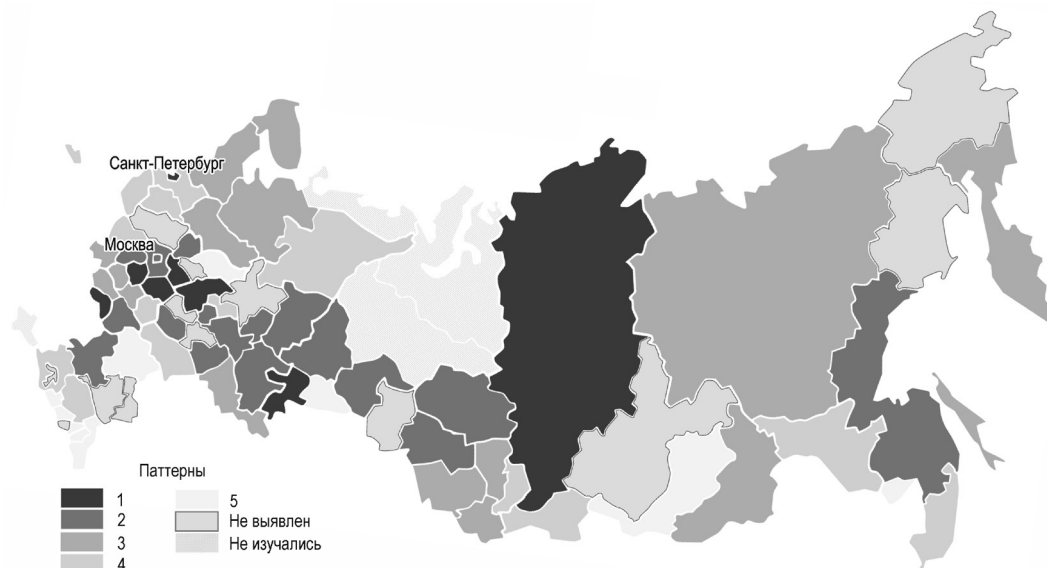 Санкт-Петербург
Москва
Паттерны
1
2
3
4
5
Не выявлен
Не изучались